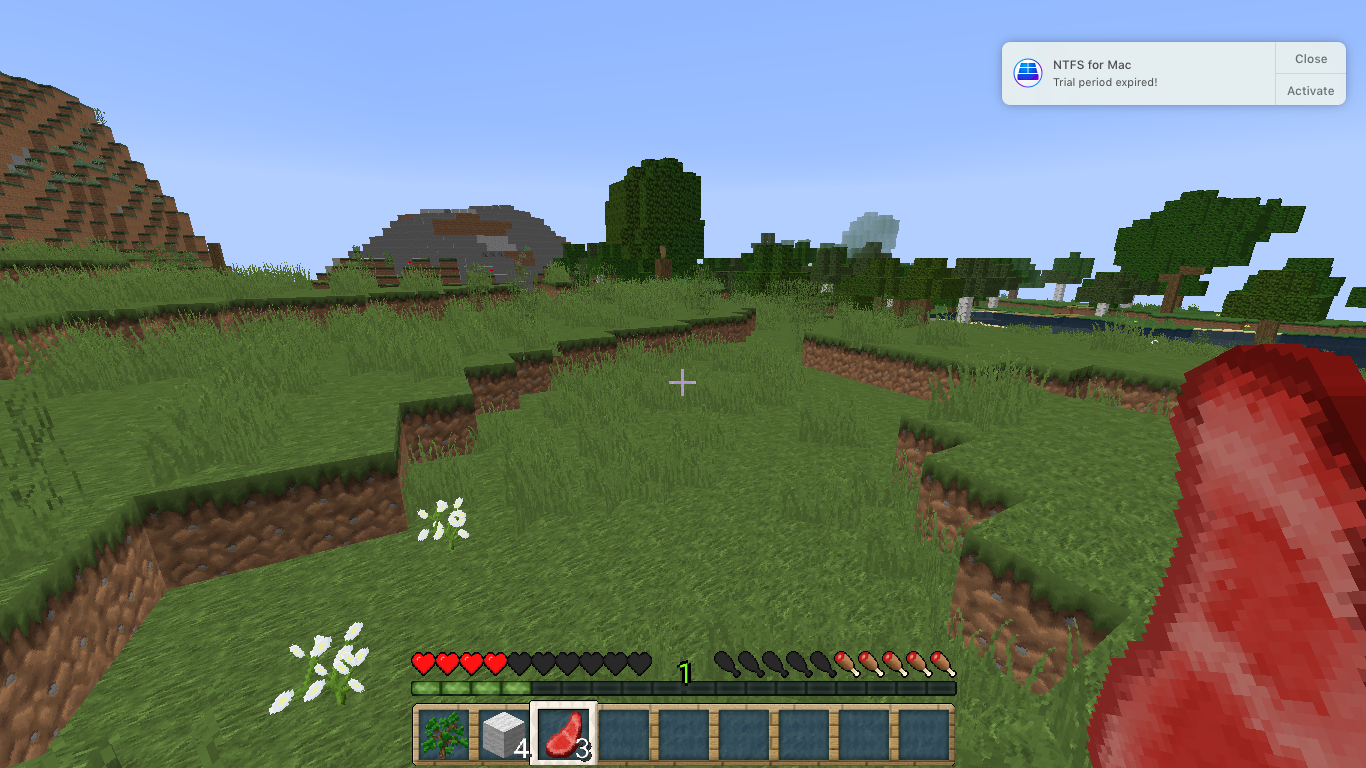 NTFS for Mac
Close
Trial period expired!
Activate
1
4
3